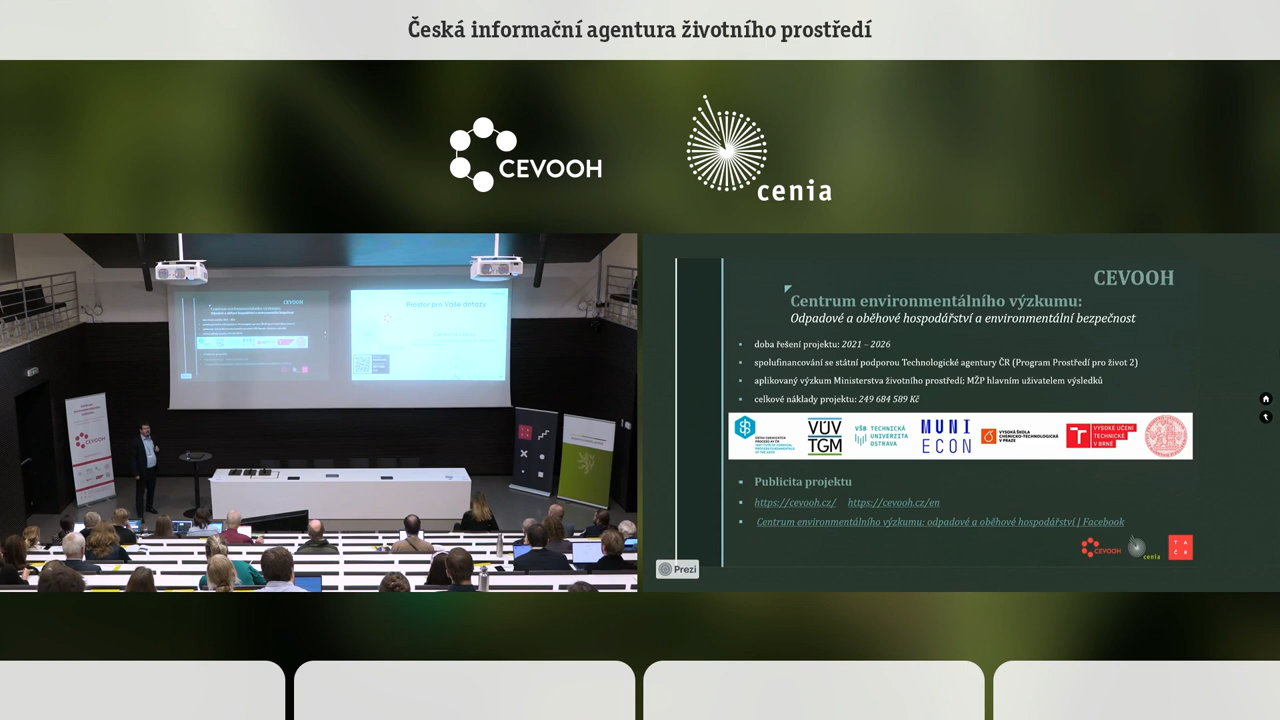 Česká informační agentura životního prostředí
CEVOOH
cenia
CEVOOH
Prostor pro Vaše dotazy
CEVOOH
CEVOOH
Centrum environmentálního výzkumu:
Odpadové a oběhové hospodářství a environmentální bezpečnost
▪ doba řešení projektu: 2021 – 2026
▪ spolufinancování se státní podporou Technologické agentury ČR (Program Prostředí pro život 2)
▪ aplikovaný výzkum Ministerstva životního prostředí; MŽP hlavním uživatelem výsledků
▪ celkové náklady projektu: 249 684 589 Kč
VÚV
TGM
VŠB TECHNICKÁ
UNIVERZITA
OSTRAVA
MUNI
ECON
VYSOKÁ ŠKOLA
CHEMICKO-TECHNOLOGICKÁ
V PRAZE
VYSOKÉ UČENÍ
TECHNICKÉ
V BRNĚ
▪ Publicita projektu
▪ https://cevooh.cz/ https://cevooh.cz/en
▪ Centrum environmentálního výzkumu: odpadové a oběhové hospodářství | Facebook
CEVOOH
cenia
T A
Č R
Prezi